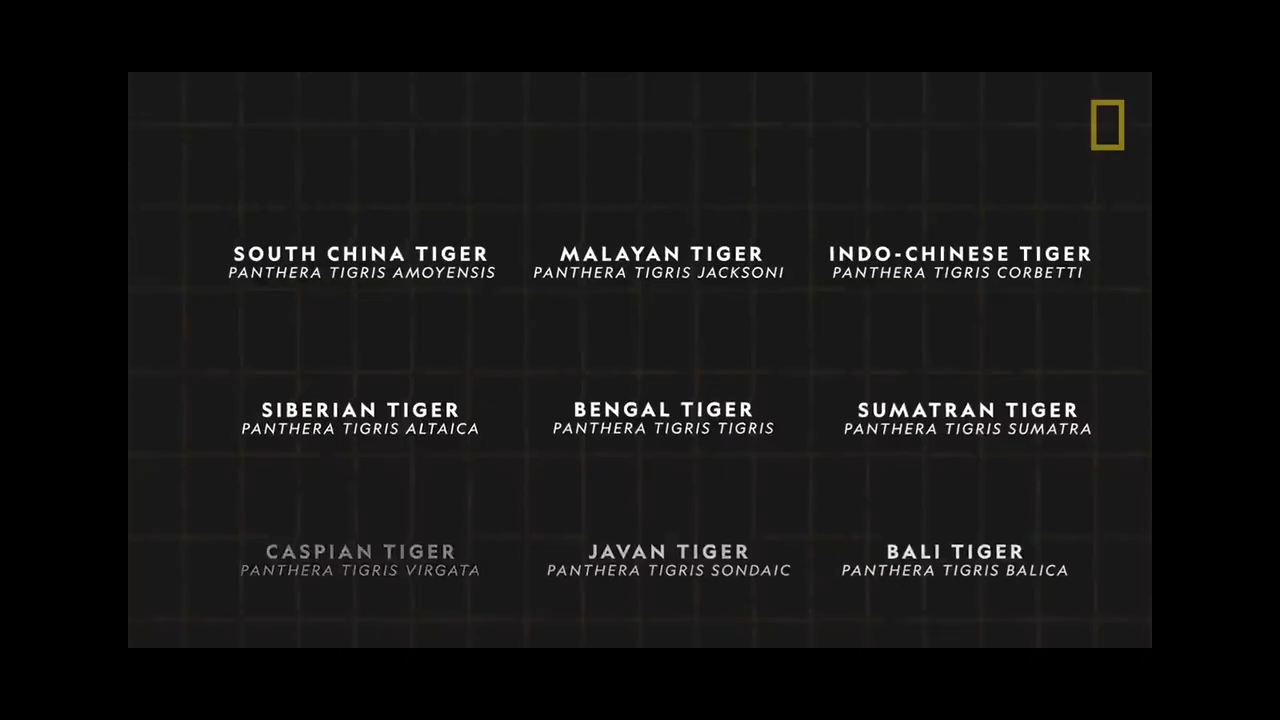 SOUTH CHINA TIGER
PANTHERA TIGRIS AMOYENSIS
MALAYAN TIGER
PANTHERA TIGRIS JACKSONI
INDO-CHINESE TIGER
PANTHERA TIGRIS CORBETTI
SIBERIAN TIGER
PANTHERA TIGRIS ALTAICA
BENGAL TIGER
PANTHERA TIGRIS TIGRIS
SUMATRAN TIGER
PANTHERA TIGRIS SUMATRA
CASPIAN TIGER
PANTHERA TIGRIS VIRGATA
JAVAN TIGER
PANTHERA TIGRIS SONDAIC
BALI TIGER
PANTHERA TIGRIS BALICA